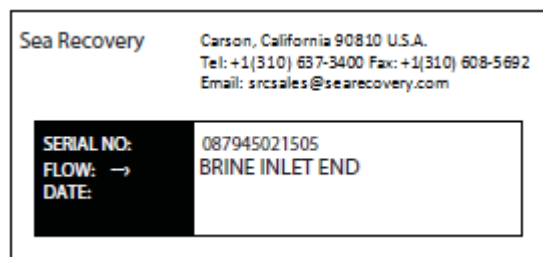 Sea Recovery
Carson, California 90810 U.S.A.
Tel: +1(310) 637-3400 Fax: +1(310) 608-5692
Email: srcsales@searecovery.com
SERIAL NO: 087945021505
FLOW: --> BRINE INLET END
DATE: